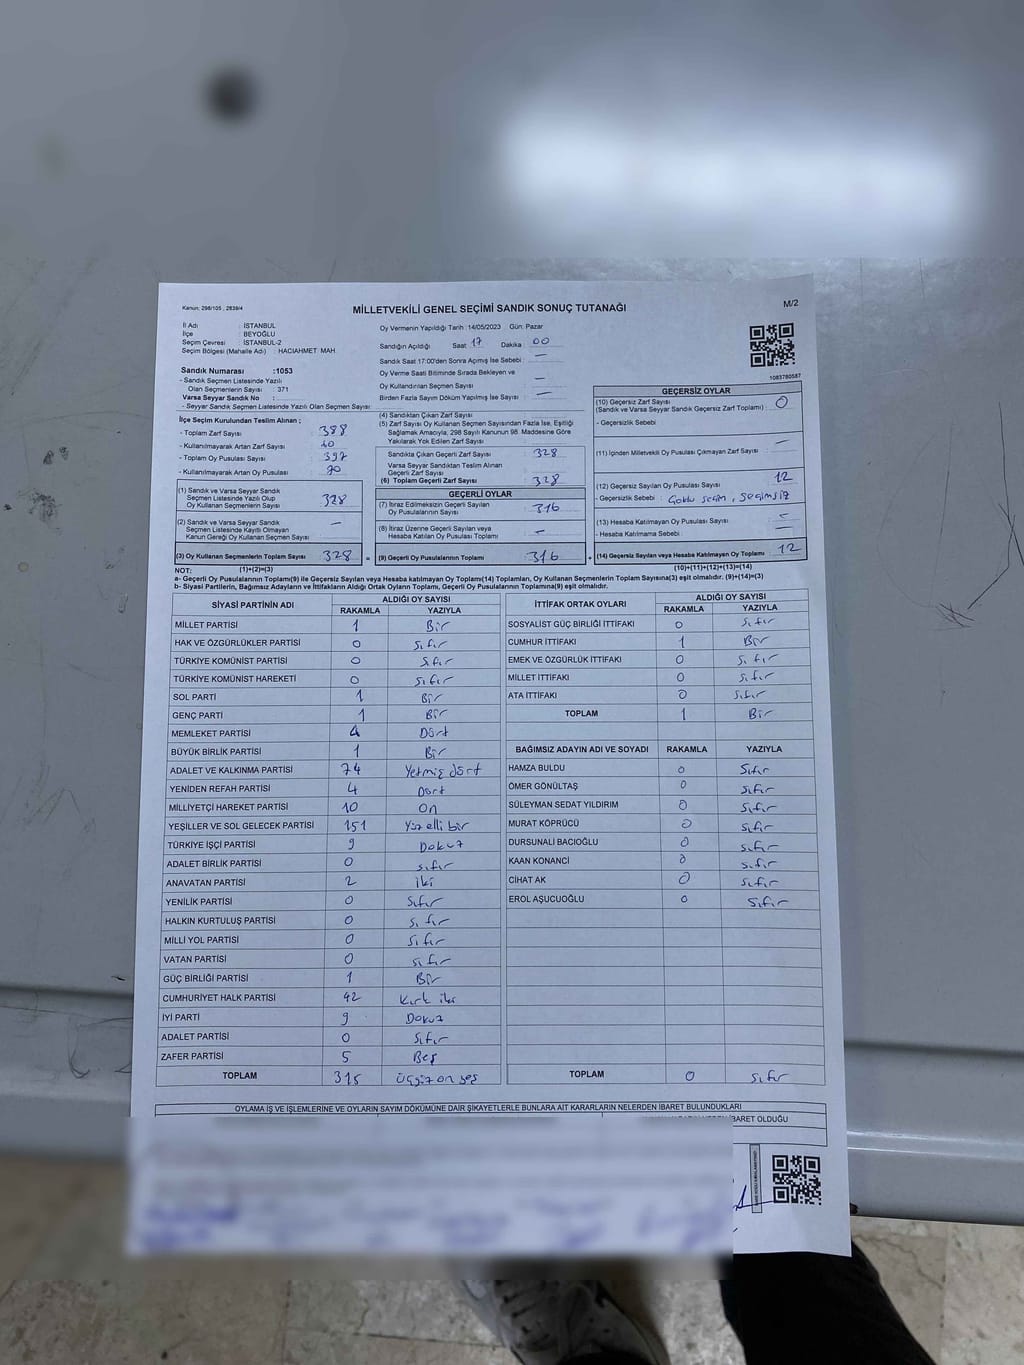 Kanun: 298/105 , 2839/4
MİLLETVEKİLİ GENEL SEÇİMİ SANDIK SONUÇ TUTANAĞI
M/2
İl Adı : İSTANBUL
İlçe BEYOĞLU
Seçim Çevresi : İSTANBUL-2
Seçim Bölgesi (Mahalle Adı) : HACIAHMET MAH
Sandık Numarası :1053
- Sandık Seçmen Listesinde Yazılı
Olan Seçmenlerin Sayısı : 371
Varsa Seyyar Sandık No :
- Seyyar Sandık Seçmen Listesinde Yazılı Olan Seçmen Sayısı :
Oy Vermenin Yapıldığı Tarih :14/05/2023 Gün: Pazar
Sandığın Açıldığı Saat 17 Dakika 00
Sandık Saat 17:00'den Sonra Açılmış İse Sebebi : —
Oy Verme Saati Bitiminde Sırada Bekleyen ve
Oy Kullandırılan Seçmen Sayısı : —
Birden Fazla Sayım Döküm Yapılmış İse Sayısı : —
1083780587
İlçe Seçim Kurulundan Teslim Alınan ;
- Toplam Zarf Sayısı : 388
- Kullanılmayarak Artan Zarf Sayısı :
- Toplam Oy Pusulası Sayısı : 397
- Kullanılmayarak Artan Oy Pusulası :
(1) Sandık ve Varsa Seyyar Sandık
Seçmen Listesinde Yazılı Olup
Oy Kullanan Seçmenlerin Sayısı 328
(2) Sandık ve Varsa Seyyar Sandık
Seçmen Listesinde Kayıtlı Olmayan
Kanun Gereği Oy Kullanan Seçmen Sayısı —
(3) Oy Kullanan Seçmenlerin Toplam Sayısı 328 =
(4) Sandıktan Çıkan Zarf Sayısı :
(5) Zarf Sayısı Oy Kullanan Seçmen Sayısından Fazla İse, Eşitliği
Sağlamak Amacıyla, 298 Sayılı Kanunun 98. Maddesine Göre
Yakılarak Yok Edilen Zarf Sayısı :
Sandıkta Çıkan Geçerli Zarf Sayısı : 328
Varsa Seyyar Sandıktan Teslim Alınan
Geçerli Zarf Sayısı :
(6) Toplam Geçerli Zarf Sayısı : 328
GEÇERLİ OYLAR
(7) İtiraz Edilmeksizin Geçerli Sayılan
Oy Pusulalarının Sayısı : 316
(8) İtiraz Üzerine Geçerli Sayılan veya
Hesaba Katılan Oy Pusulası Toplamı : —
(9) Geçerli Oy Pusulalarının Toplamı 316 +
GEÇERSİZ OYLAR
(10) Geçersiz Zarf Sayısı
(Sandık ve Varsa Seyyar Sandık Geçersiz Zarf Toplamı) : 0
- Geçersizlik Sebebi :
(11) İçinden Milletvekili Oy Pusulası Çıkmayan Zarf Sayısı : —
(12) Geçersiz Sayılan Oy Pusulası Sayısı : 12
- Geçersizlik Sebebi : Çoklu seçim, seçimsiz
(13) Hesaba Katılmayan Oy Pusulası Sayısı : —
- Hesaba Katılmama Sebebi : —
(14) Geçersiz Sayılan veya Hesaba Katılmayan Oy Toplamı 12
NOT: (1)+(2)=(3) (10)+(11)+(12)+(13)=(14)
a- Geçerli Oy Pusulalarının Toplamı(9) ile Geçersiz Sayılan veya Hesaba katılmayan Oy Toplam(14) Toplamları, Oy Kullanan Seçmenlerin Toplam Sayısına(3) eşit olmalıdır. (9)+(14)=(3)
b- Siyasi Partilerin, Bağımsız Adayların ve İttifakların Aldığı Ortak Oyların Toplamı, Geçerli Oy Pusulalarının Toplamına(9) eşit olmalıdır.
SİYASİ PARTİNİN ADI ALDIĞI OY SAYISI
RAKAMLA YAZIYLA
MİLLET PARTİSİ 1 Bir
HAK VE ÖZGÜRLÜKLER PARTİSİ 0 Sıfır
TÜRKİYE KOMÜNİST PARTİSİ 0 Sıfır
TÜRKİYE KOMÜNİST HAREKETİ 0 Sıfır
SOL PARTİ 1 Bir
GENÇ PARTİ 1 Bir
MEMLEKET PARTİSİ 4 Dört
BÜYÜK BİRLİK PARTİSİ 1 Bir
ADALET VE KALKINMA PARTİSİ 74 Yetmiş dört
YENİDEN REFAH PARTİSİ 4 Dört
MİLLİYETÇİ HAREKET PARTİSİ 10 On
YEŞİLLER VE SOL GELECEK PARTİSİ 151 Yüz elli bir
TÜRKİYE İŞÇİ PARTİSİ 9 Dokuz
ADALET BİRLİK PARTİSİ 0 Sıfır
ANAVATAN PARTİSİ 2 İki
YENİLİK PARTİSİ 0 Sıfır
HALKIN KURTULUŞ PARTİSİ 0 Sıfır
MİLLİ YOL PARTİSİ 0 Sıfır
VATAN PARTİSİ 0 Sıfır
GÜÇ BİRLİĞİ PARTİSİ 1 Bir
CUMHURİYET HALK PARTİSİ 42 Kırk iki
İYİ PARTİ 9 Dokuz
ADALET PARTİSİ 0 Sıfır
ZAFER PARTİSİ 5 Beş
TOPLAM 315 üçyüz on beş
İTTİFAK ORTAK OYLARI ALDIĞI OY SAYISI
RAKAMLA YAZIYLA
SOSYALİST GÜÇ BİRLİĞİ İTTİFAKI 0 Sıfır
CUMHUR İTTİFAKI 1 Bir
EMEK VE ÖZGÜRLÜK İTTİFAKI 0 Sıfır
MİLLET İTTİFAKI 0 Sıfır
ATA İTTİFAKI 0 Sıfır
TOPLAM 1 Bir
BAĞIMSIZ ADAYIN ADI VE SOYADI RAKAMLA YAZIYLA
HAMZA BULDU 0 Sıfır
ÖMER GÖNÜLTAŞ 0 Sıfır
SÜLEYMAN SEDAT YILDIRIM 0 Sıfır
MURAT KÖPRÜCÜ 0 Sıfır
DURSUNALİ BACIOĞLU 0 Sıfır
KAAN KONANCİ 0 Sıfır
CİHAT AK 0 Sıfır
EROL AŞUCUOĞLU 0 Sıfır
TOPLAM 0 Sıfır
OYLAMA İŞ VE İŞLEMLERİNE VE OYLARIN SAYIM DÖKÜMÜNE DAİR ŞİKAYETLERLE BUNLARA AİT KARARLARIN NELERDEN İBARET BULUNDUKLARI
İBARET OLDUĞU